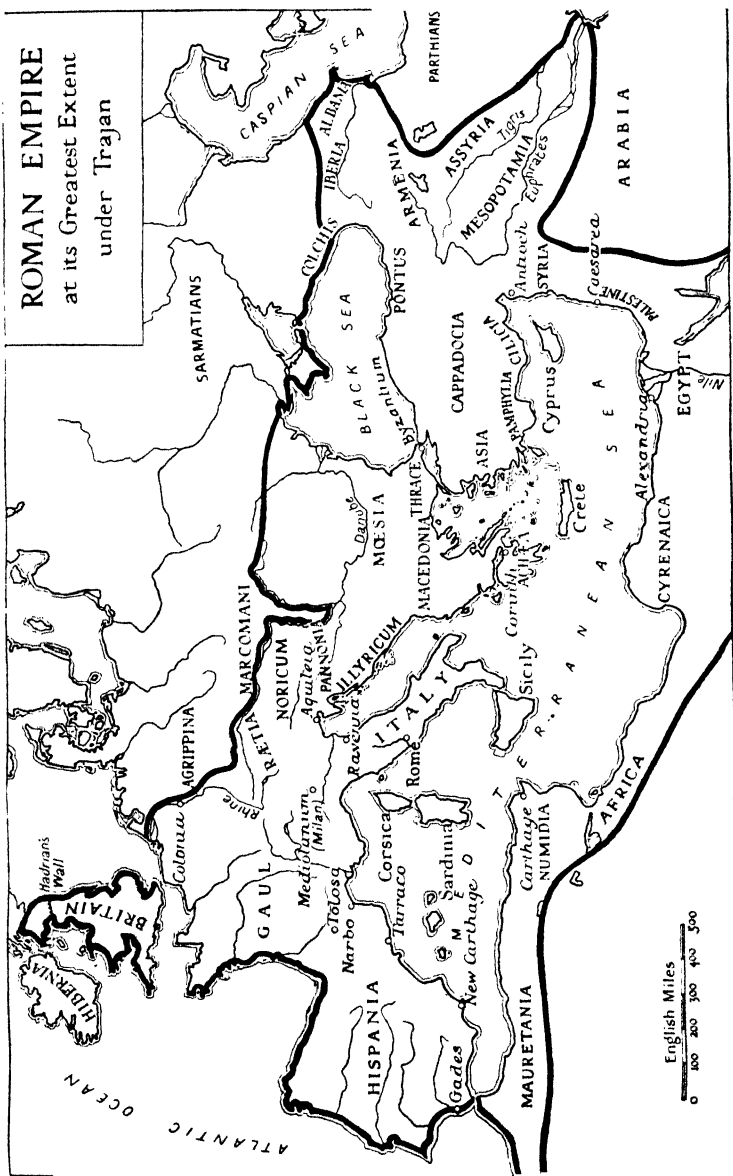 ROMAN EMPIRE
at its Greatest Extent
under Trajan
ATLANTIC OCEAN
HIBERNIA
BRITAIN
Hadrian's
Wall
GAUL
Colonia
AGRIPPINA
Rhine
RÆTIA
MARCOMANI
NORICUM
Aquileia
PANNONI
ILLYRICUM
Mediolanum
(Milan)
Ravenna
ITALY
Rome
Tolosa
Narbo
Corsica
Tarraco
Sardinia
HISPANIA
New Carthage
Gades
MAURETANIA
MEDITERRANEAN SEA
Carthage
NUMIDIA
AFRICA
Sicily
SARMATIANS
Danube
MŒSIA
MACEDONIA
THRACE
Byzantium
BLACK SEA
Corinth
ACHAIA
Crete
ASIA
PAMPHYLIA
CILICIA
CAPPADOCIA
PONTUS
Cyprus
CYRENAICA
Alexandria
EGYPT
Nile
PALESTINE
Caesarea
SYRIA
Antioch
COLCHIS
IBERIA
ALBANIA
CASPIAN SEA
ARMENIA
ASSYRIA
Tigris
MESOPOTAMIA
Euphrates
PARTHIANS
ARABIA
English Miles
0 100 200 300 400 500